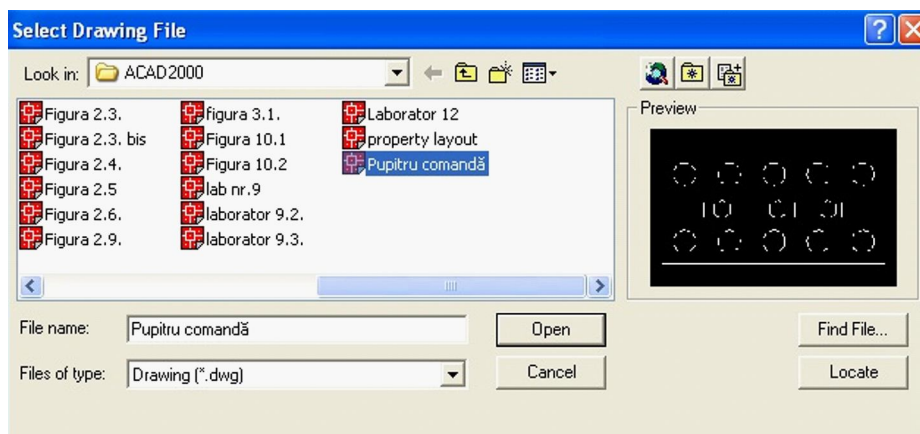 Select Drawing File
Look in: ACAD2000
Figura 2.3.
Figura 2.3. bis
Figura 2.4.
Figura 2.5
Figura 2.6.
Figura 2.9.
figura 3.1.
Figura 10.1
Figura 10.2
lab nr.9
laborator 9.2.
laborator 9.3.
Laborator 12
property layout
Pupitru comandă
Preview
File name: Pupitru comandă
Open
Find File...
Files of type: Drawing (*.dwg)
Cancel
Locate